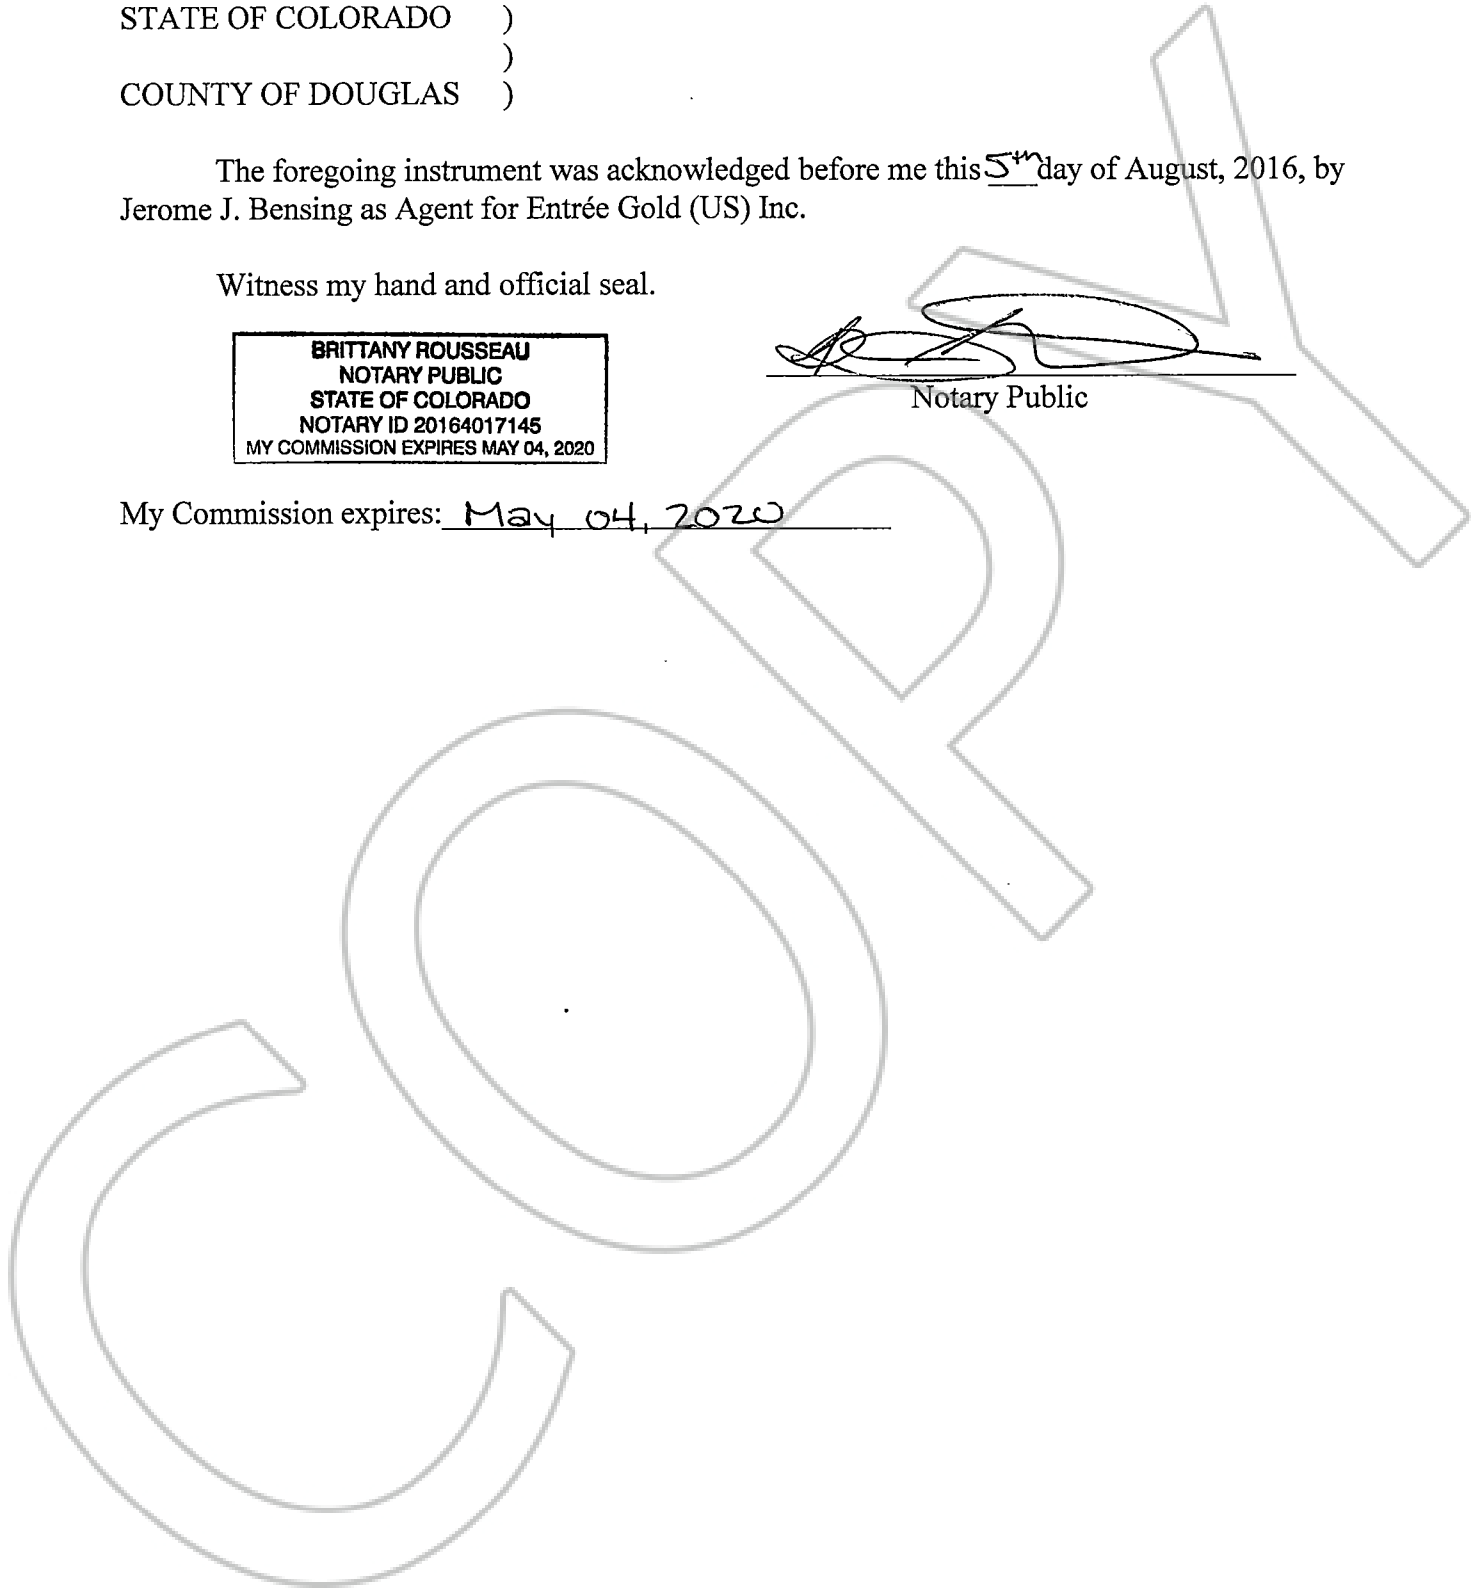 STATE OF COLORADO )
)
COUNTY OF DOUGLAS )
The foregoing instrument was acknowledged before me this 5th day of August, 2016, by
Jerome J. Bensing as Agent for Entrée Gold (US) Inc.
Witness my hand and official seal.
BRITTANY ROUSSEAU
NOTARY PUBLIC
STATE OF COLORADO
NOTARY ID 20164017145
MY COMMISSION EXPIRES MAY 04, 2020
Notary Public
My Commission expires: May 04, 2020
COPY